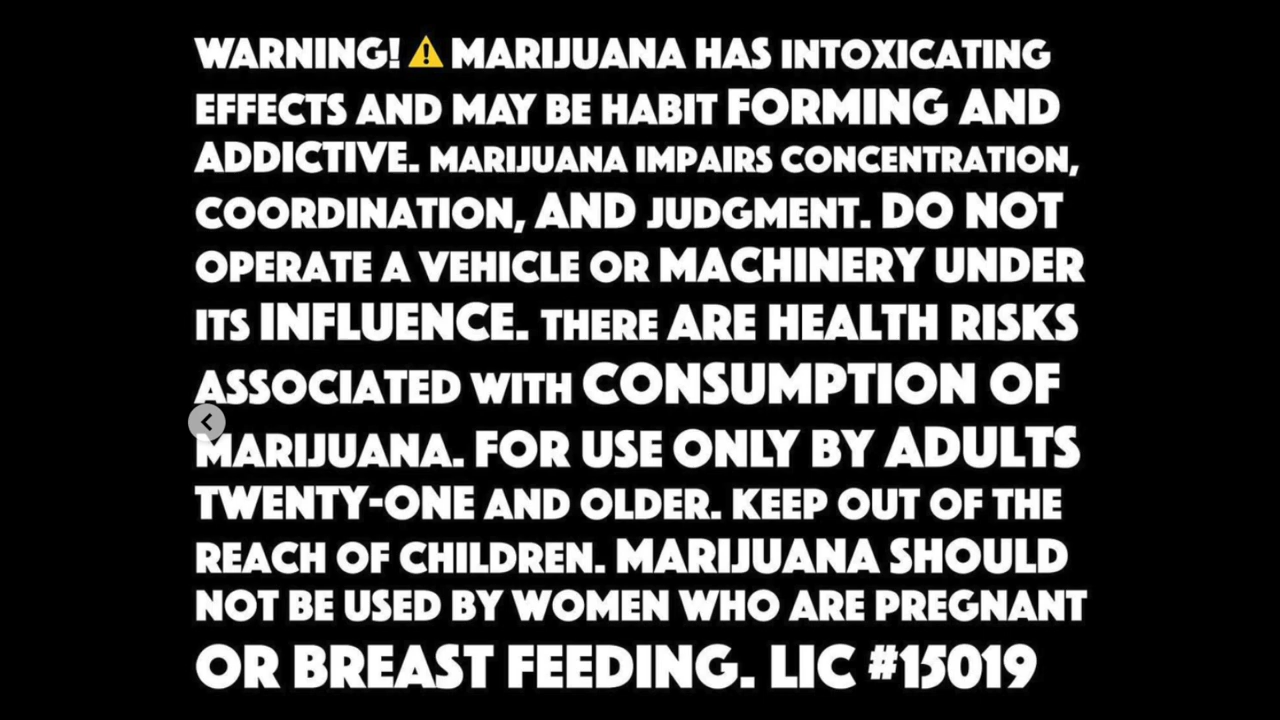 WARNING! ⚠️ MARIJUANA HAS INTOXICATING
EFFECTS AND MAY BE HABIT FORMING AND
ADDICTIVE. MARIJUANA IMPAIRS CONCENTRATION,
COORDINATION, AND JUDGMENT. DO NOT
OPERATE A VEHICLE OR MACHINERY UNDER
ITS INFLUENCE. THERE ARE HEALTH RISKS
ASSOCIATED WITH CONSUMPTION OF
MARIJUANA. FOR USE ONLY BY ADULTS
TWENTY-ONE AND OLDER. KEEP OUT OF THE
REACH OF CHILDREN. MARIJUANA SHOULD
NOT BE USED BY WOMEN WHO ARE PREGNANT
OR BREAST FEEDING. LIC #15019